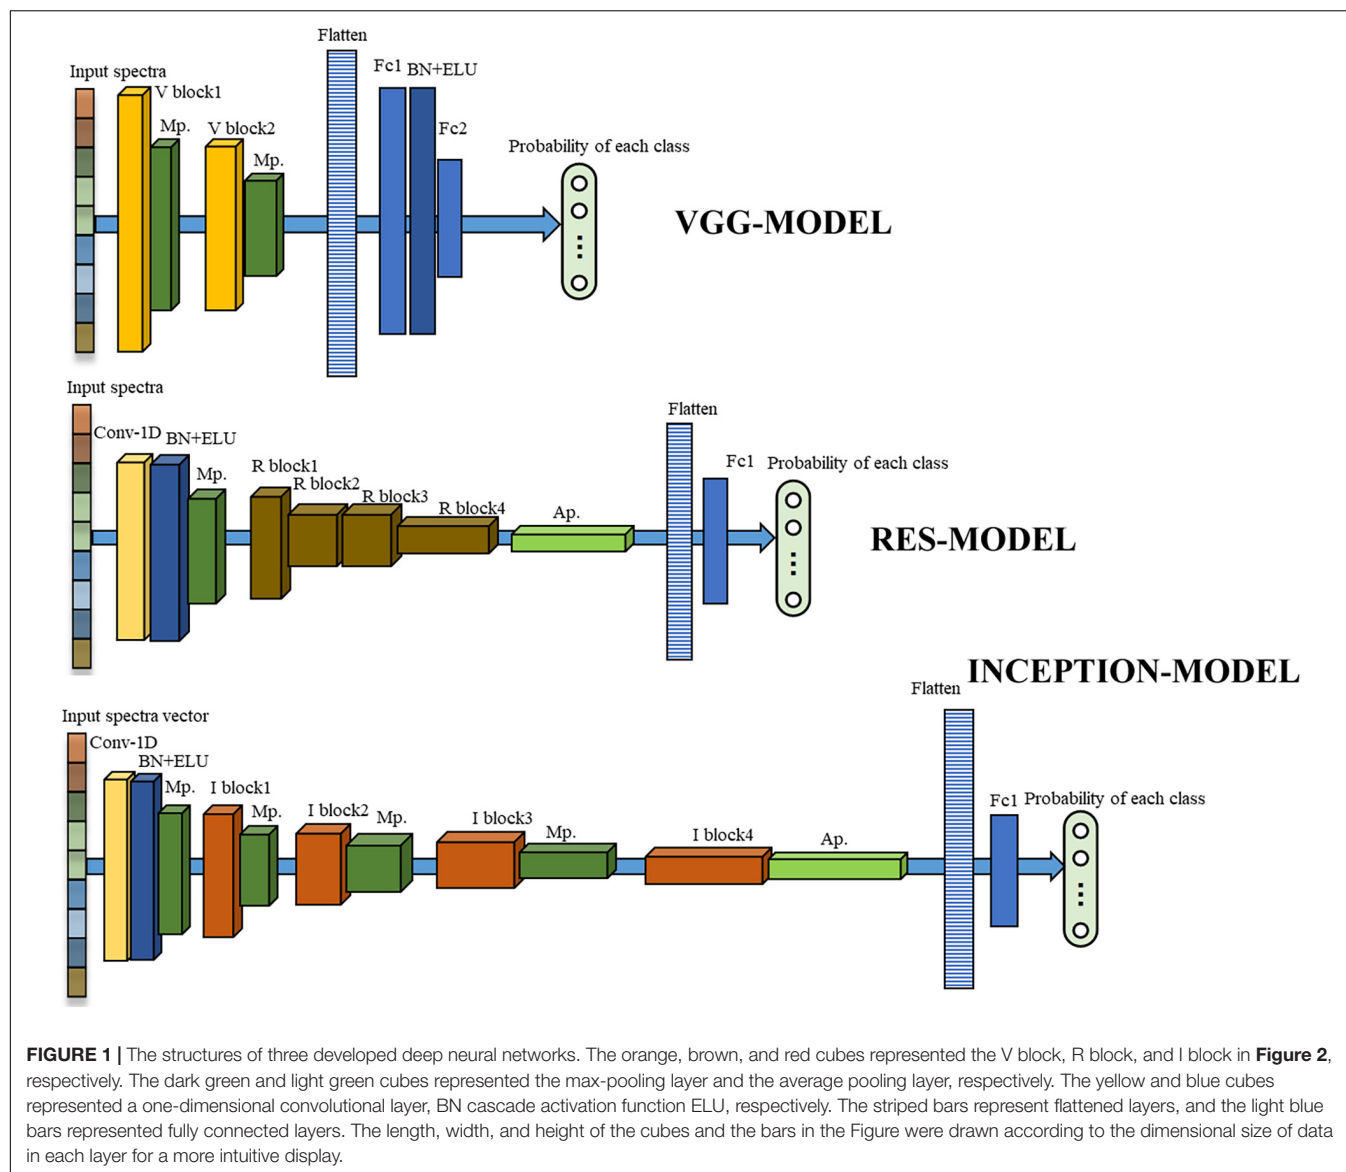 Flatten
Input spectra
Fc1 BN+ELU
V block1
Mp. V block2
Fc2
Mp.
Probability of each class
VGG-MODEL
Input spectra
Flatten
Conv-1D
BN+ELU
Mp.
R block1
R block2
R block3
R block4
Ap.
Fc1
Probability of each class
RES-MODEL
INCEPTION-MODEL
Flatten
Input spectra vector
Conv-1D
BN+ELU
Mp.
I block1
Mp.
I block2
Mp.
I block3
Mp.
I block4
Ap.
Fc1
Probability of each class
FIGURE 1 | The structures of three developed deep neural networks. The orange, brown, and red cubes represented the V block, R block, and I block in Figure 2,
respectively. The dark green and light green cubes represented the max-pooling layer and the average pooling layer, respectively. The yellow and blue cubes
represented a one-dimensional convolutional layer, BN cascade activation function ELU, respectively. The striped bars represent flattened layers, and the light blue
bars represented fully connected layers. The length, width, and height of the cubes and the bars in the Figure were drawn according to the dimensional size of data
in each layer for a more intuitive display.